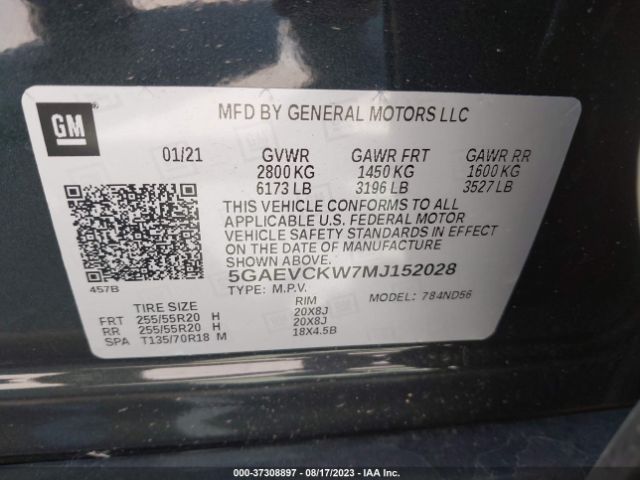 GM
MFD BY GENERAL MOTORS LLC
01/21 GVWR GAWR FRT GAWR RR
2800 KG 1450 KG 1600 KG
6173 LB 3196 LB 3527 LB
THIS VEHICLE CONFORMS TO ALL
APPLICABLE U.S. FEDERAL MOTOR
VEHICLE SAFETY STANDARDS IN EFFECT
ON THE DATE OF MANUFACTURE
SHOWN ABOVE.
5GAEVCKW7MJ152028
457B
TYPE: M.P.V. MODEL: 784ND56
TIRE SIZE RIM
FRT 255/55R20 H 20X8J
RR 255/55R20 H 20X8J
SPA T135/70R18 M 18X4.5B
000-37308897 - 08/17/2023 - IAA Inc.